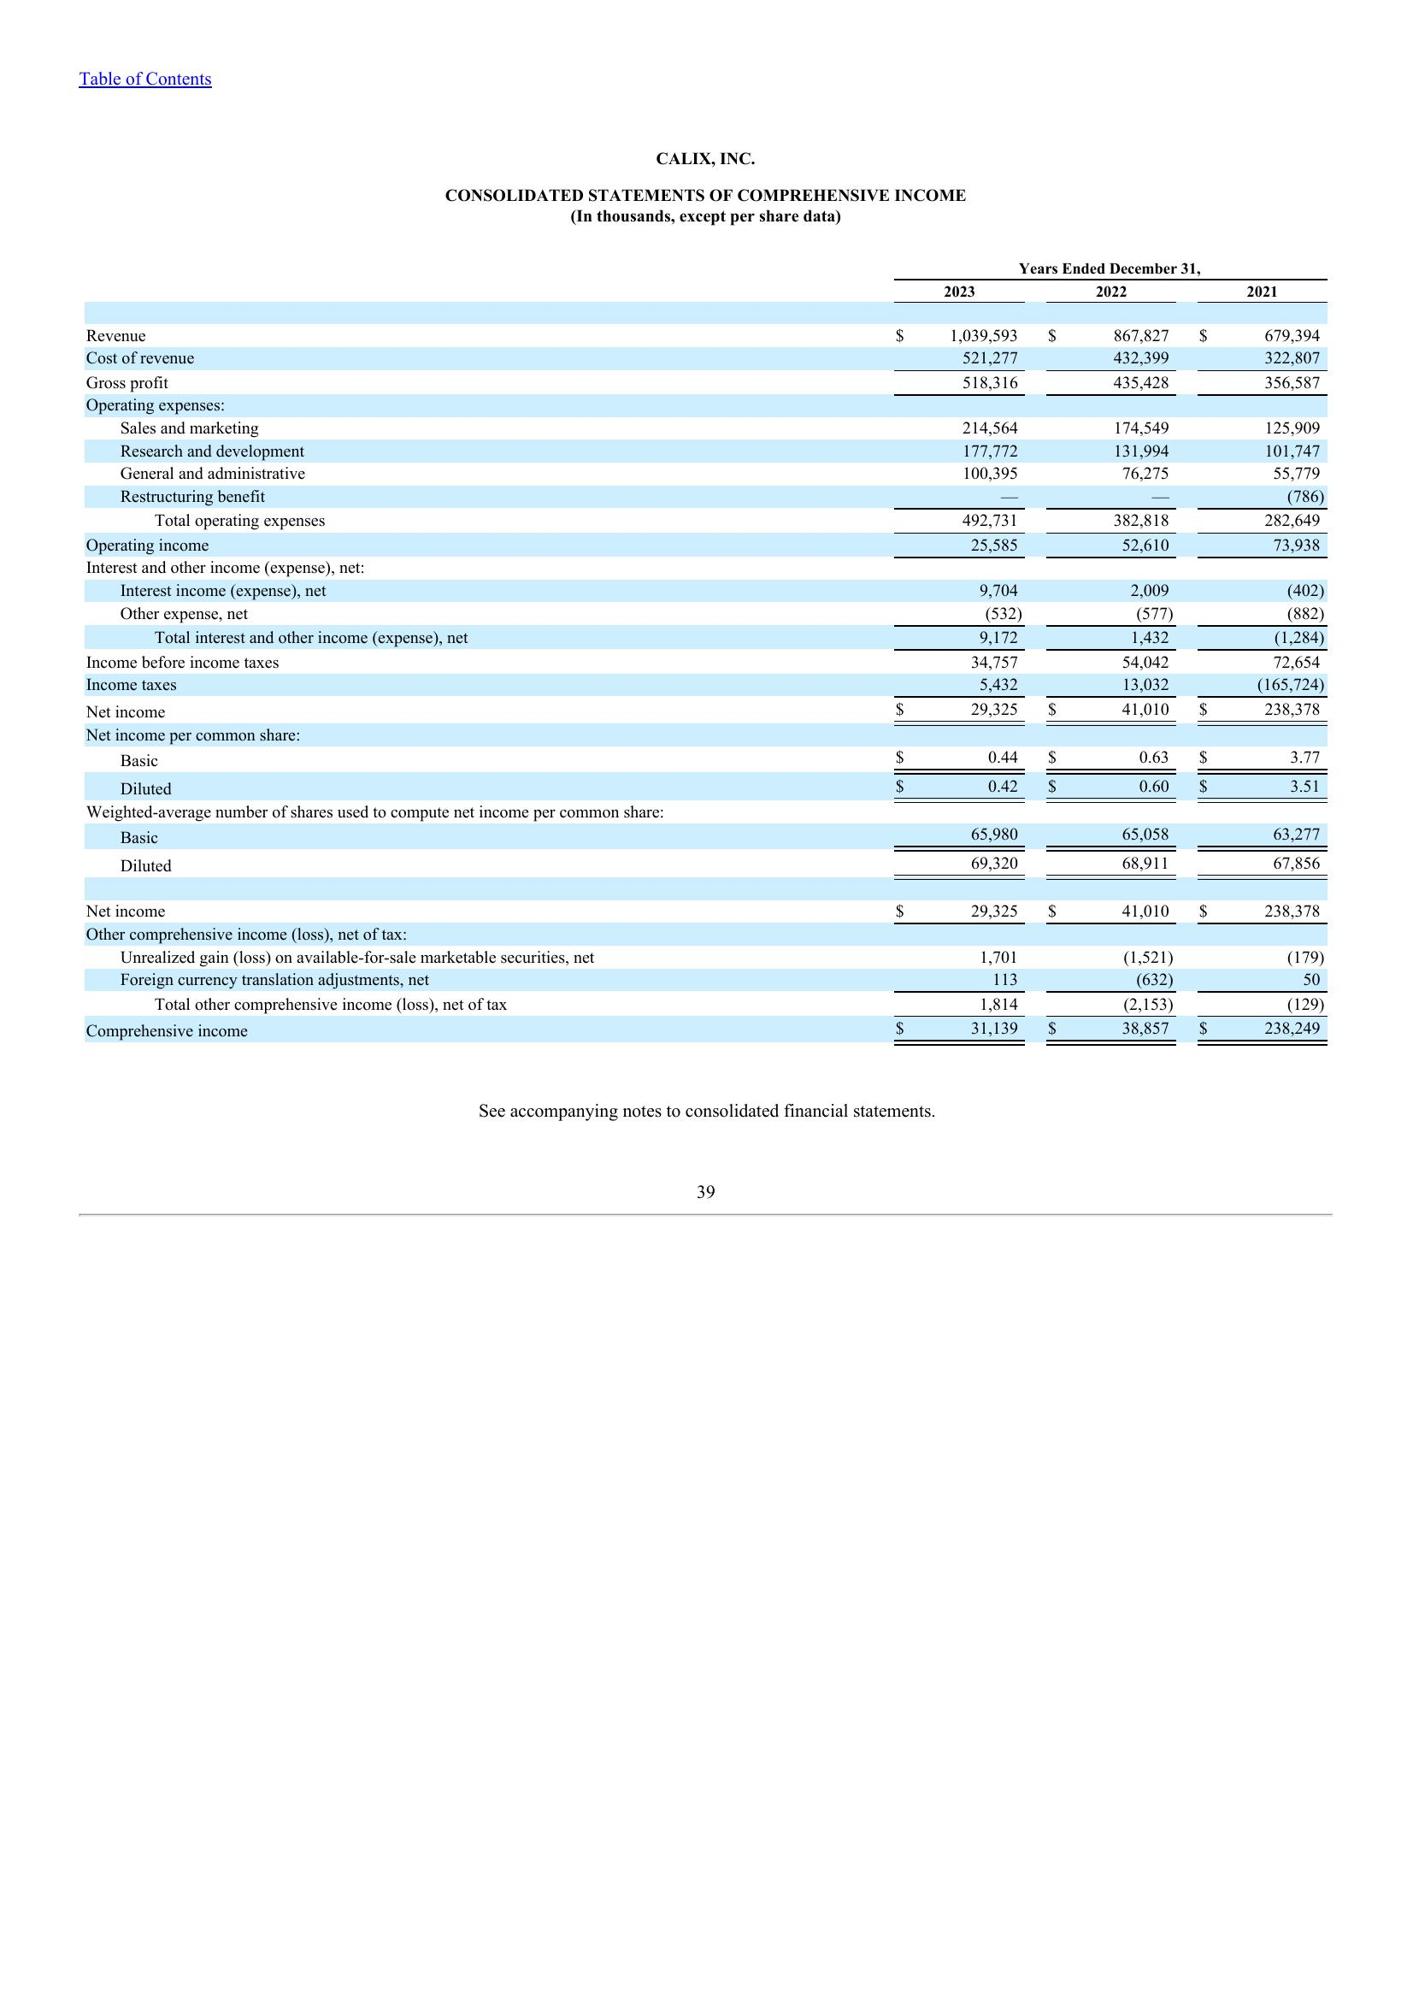 Table of Contents
CALIX, INC.
CONSOLIDATED STATEMENTS OF COMPREHENSIVE INCOME
(In thousands, except per share data)
Years Ended December 31,
2023 2022 2021
Revenue $ 1,039,593 $ 867,827 $ 679,394
Cost of revenue 521,277 432,399 322,807
Gross profit 518,316 435,428 356,587
Operating expenses:
Sales and marketing 214,564 174,549 125,909
Research and development 177,772 131,994 101,747
General and administrative 100,395 76,275 55,779
Restructuring benefit — — (786)
Total operating expenses 492,731 382,818 282,649
Operating income 25,585 52,610 73,938
Interest and other income (expense), net:
Interest income (expense), net 9,704 2,009 (402)
Other expense, net (532) (577) (882)
Total interest and other income (expense), net 9,172 1,432 (1,284)
Income before income taxes 34,757 54,042 72,654
Income taxes 5,432 13,032 (165,724)
Net income $ 29,325 $ 41,010 $ 238,378
Net income per common share:
Basic $ 0.44 $ 0.63 $ 3.77
Diluted $ 0.42 $ 0.60 $ 3.51
Weighted-average number of shares used to compute net income per common share:
Basic 65,980 65,058 63,277
Diluted 69,320 68,911 67,856
Net income $ 29,325 $ 41,010 $ 238,378
Other comprehensive income (loss), net of tax:
Unrealized gain (loss) on available-for-sale marketable securities, net 1,701 (1,521) (179)
Foreign currency translation adjustments, net 113 (632) 50
Total other comprehensive income (loss), net of tax 1,814 (2,153) (129)
Comprehensive income $ 31,139 $ 38,857 $ 238,249
See accompanying notes to consolidated financial statements.
39